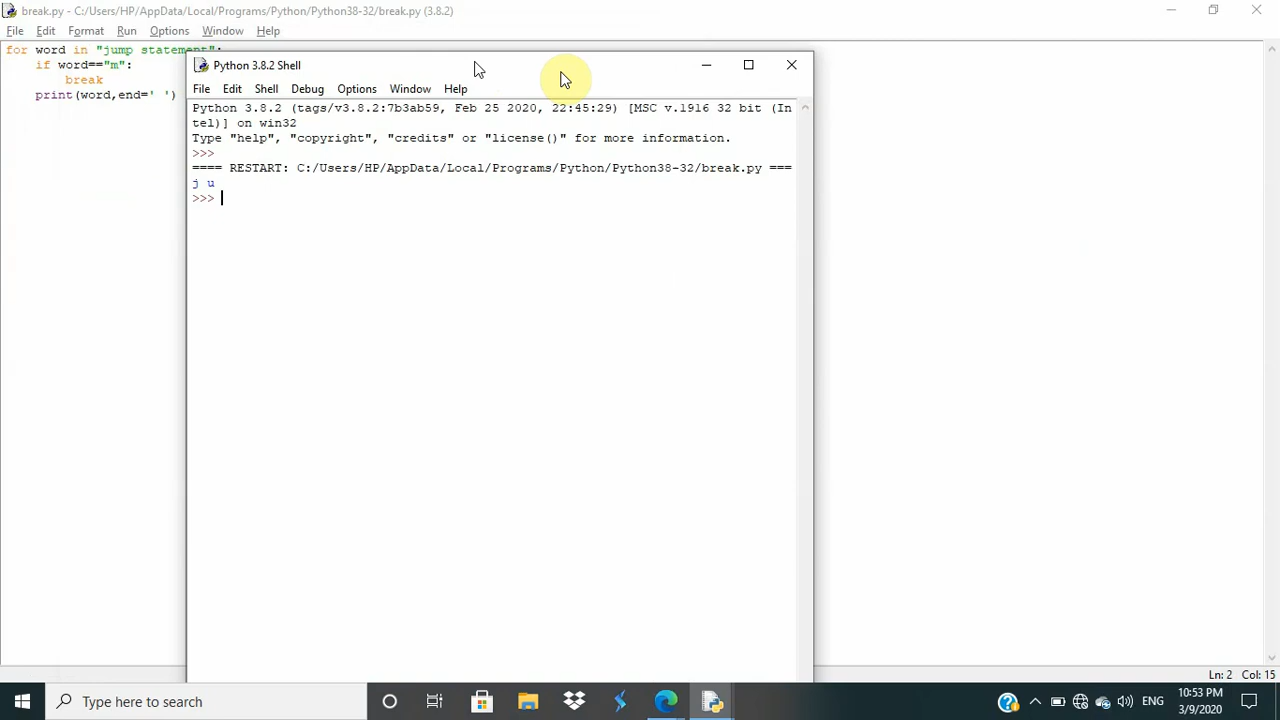 break.py - C:/Users/HP/AppData/Local/Programs/Python/Python38-32/break.py (3.8.2)
File Edit Format Run Options Window Help
for word in "jump statement":
if word=="m":
break
print(word,end=' ')
Python 3.8.2 Shell
File Edit Shell Debug Options Window Help
Python 3.8.2 (tags/v3.8.2:7b3ab59, Feb 25 2020, 22:45:29) [MSC v.1916 32 bit (In
tel)] on win32
Type "help", "copyright", "credits" or "license()" for more information.
>>>
==== RESTART: C:/Users/HP/AppData/Local/Programs/Python/Python38-32/break.py ===
j u
>>>
Ln: 2 Col: 15
Type here to search
ENG
10:53 PM
3/9/2020